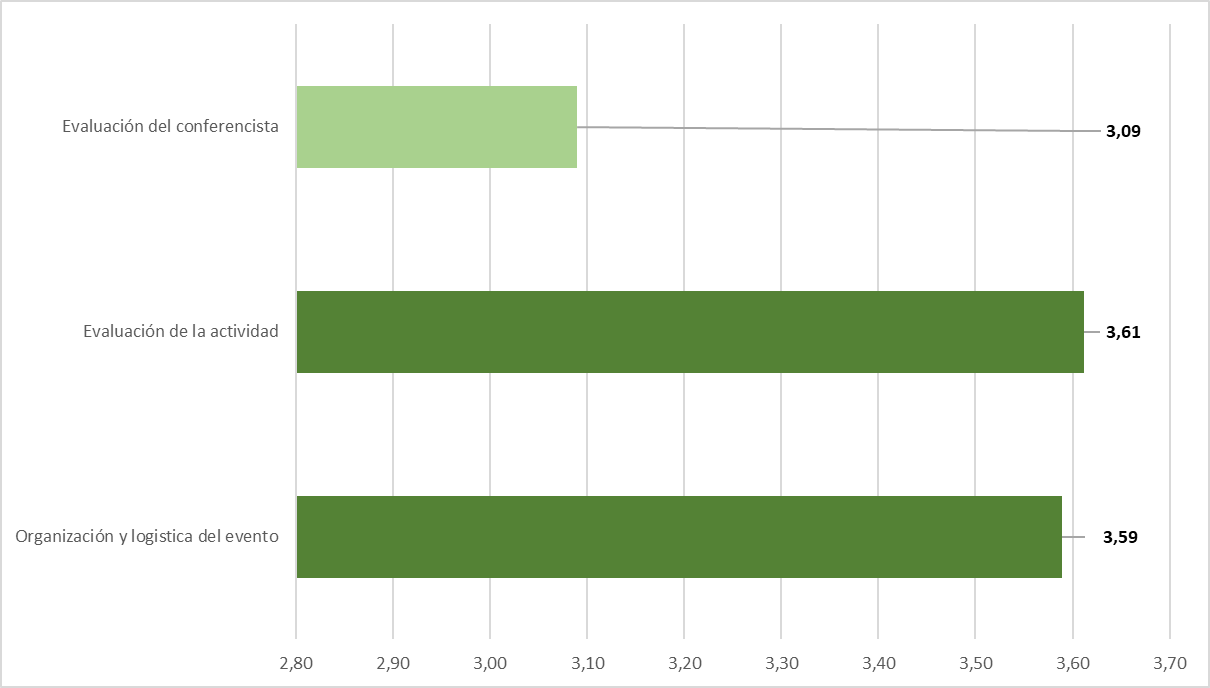 Evaluación del conferencista
3,09
Evaluación de la actividad
3,61
Organización y logistica del evento
3,59
2,80 2,90 3,00 3,10 3,20 3,30 3,40 3,50 3,60 3,70